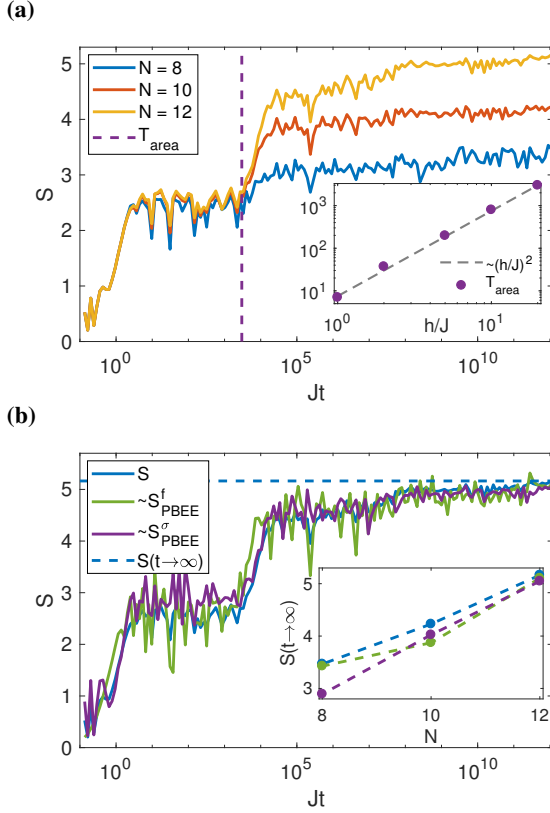 (a)
5
4
3
2
1
0
S
N = 8
N = 10
N = 12
T_area
10^3
10^2
10^1
~(h/J)^2
T_area
10^0
h/J
10^1
10^0
10^5
10^10
Jt
(b)
5
4
3
2
1
0
S
S
~S^f_PBEE
~S^σ_PBEE
S(t→∞)
S(t→∞)
5
4
3
8
10
12
N
10^0
10^5
10^10
Jt